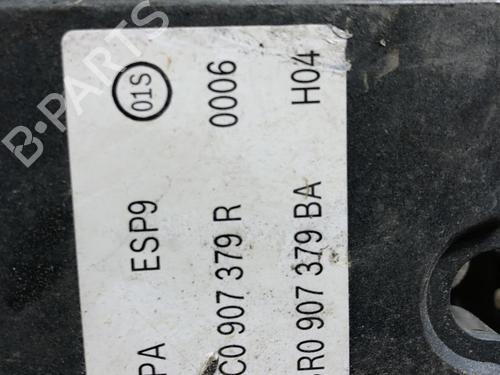 01S
PA ESP9
C0 907 379 R 0006
R0 907 379 BA H04
B-PARTS